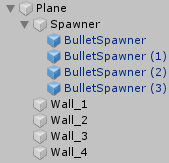 Plane
Spawner
BulletSpawner
BulletSpawner (1)
BulletSpawner (2)
BulletSpawner (3)
Wall_1
Wall_2
Wall_3
Wall_4